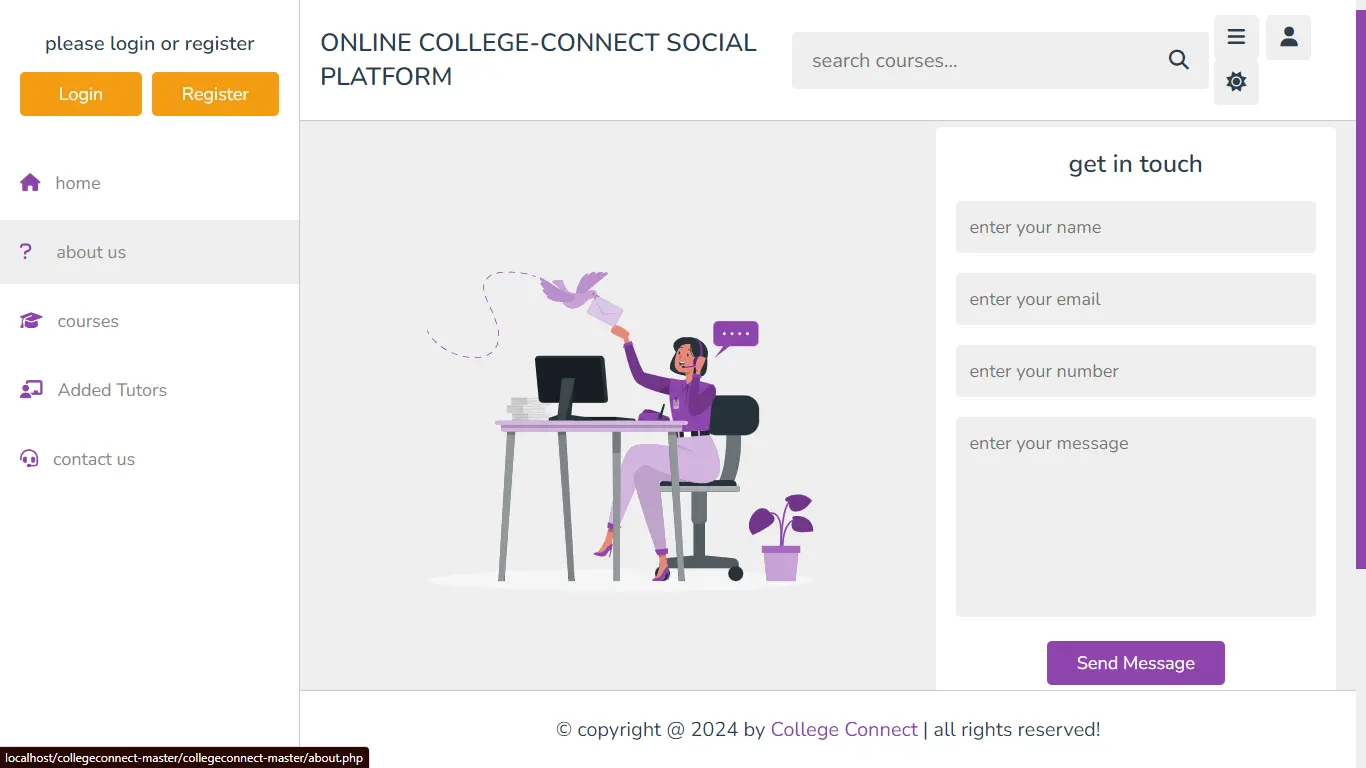 please login or register
Login
Register
home
about us
courses
Added Tutors
contact us
ONLINE COLLEGE-CONNECT SOCIAL
PLATFORM
search courses...
get in touch
enter your name
enter your email
enter your number
enter your message
Send Message
© copyright @ 2024 by College Connect | all rights reserved!
localhost/collegeconnect-master/collegeconnect-master/about.php